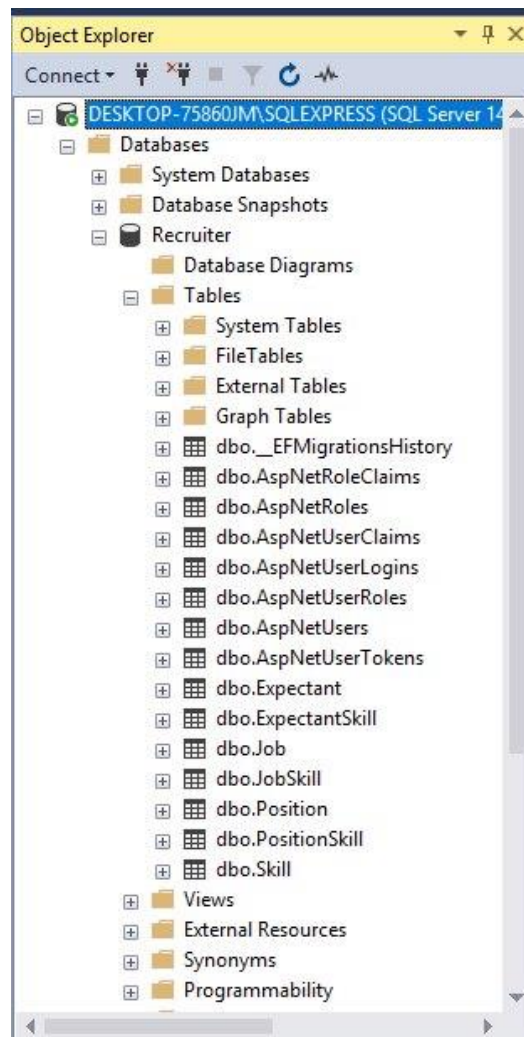 Object Explorer
Connect
DESKTOP-75860JM\SQLEXPRESS (SQL Server 14
Databases
System Databases
Database Snapshots
Recruiter
Database Diagrams
Tables
System Tables
FileTables
External Tables
Graph Tables
dbo.__EFMigrationsHistory
dbo.AspNetRoleClaims
dbo.AspNetRoles
dbo.AspNetUserClaims
dbo.AspNetUserLogins
dbo.AspNetUserRoles
dbo.AspNetUsers
dbo.AspNetUserTokens
dbo.Expectant
dbo.ExpectantSkill
dbo.Job
dbo.JobSkill
dbo.Position
dbo.PositionSkill
dbo.Skill
Views
External Resources
Synonyms
Programmability